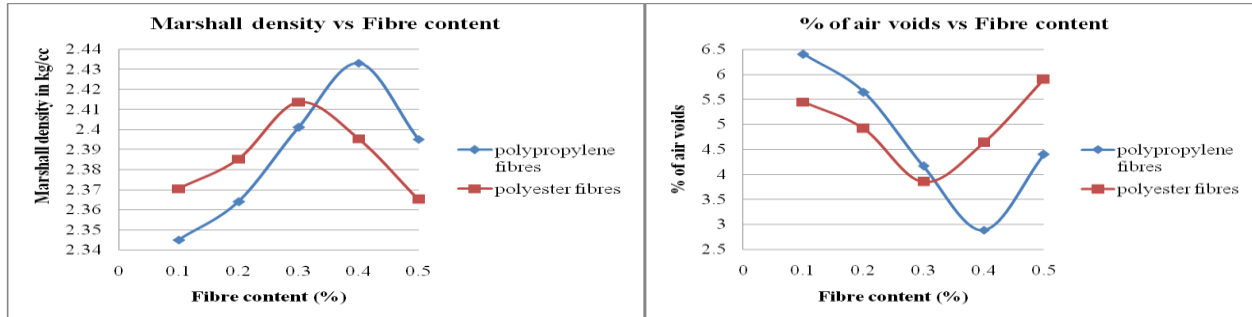 Marshall density vs Fibre content
Marshall density in kg/cc
2.44
2.43
2.42
2.41
2.4
2.39
2.38
2.37
2.36
2.35
2.34
0 0.1 0.2 0.3 0.4 0.5
Fibre content (%)
polypropylene
fibres
polyester fibres
% of air voids vs Fibre content
% of air voids
6.5
6
5.5
5
4.5
4
3.5
3
2.5
0 0.1 0.2 0.3 0.4 0.5
Fibre content (%)
polypropylene
fibres
polyester fibres